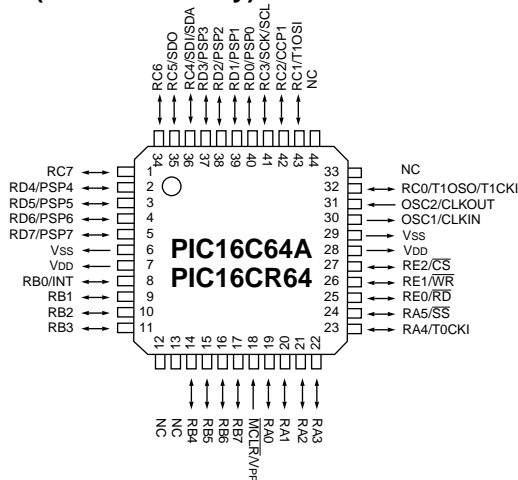 RC6
RC5/SDO
RC4/SDI/SDA
RD3/PSP3
RD2/PSP2
RD1/PSP1
RD0/PSP0
RC3/SCK/SCL
RC2/CCP1
RC1/T1OSI
NC
34 35 36 37 38 39 40 41 42 43 44
RC7 1
RD4/PSP4 2
RD5/PSP5 3
RD6/PSP6 4
RD7/PSP7 5
VSS 6
VDD 7
RB0/INT 8
RB1 9
RB2 10
RB3 11
PIC16C64A
PIC16CR64
33 NC
32 RC0/T1OSO/T1CKI
31 OSC2/CLKOUT
30 OSC1/CLKIN
29 VSS
28 VDD
27 RE2/CS
26 RE1/WR
25 RE0/RD
24 RA5/SS
23 RA4/T0CKI
12 13 14 15 16 17 18 19 20 21 22
NC
NC
RB4
RB5
RB6
RB7
MCLR/VPP
RA0
RA1
RA2
RA3